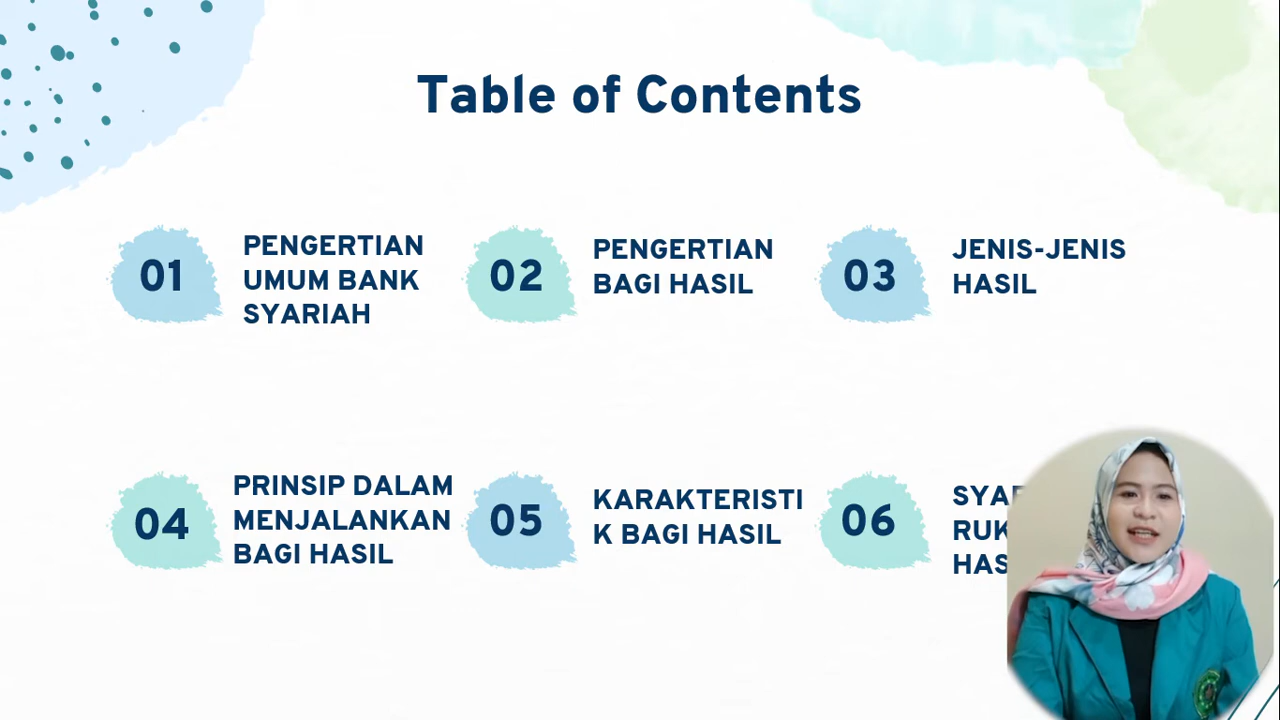 Table of Contents
01
PENGERTIAN
UMUM BANK
SYARIAH
02
PENGERTIAN
BAGI HASIL
03
JENIS-JENIS
HASIL
04
PRINSIP DALAM
MENJALANKAN
BAGI HASIL
05
KARAKTERISTI
K BAGI HASIL
06